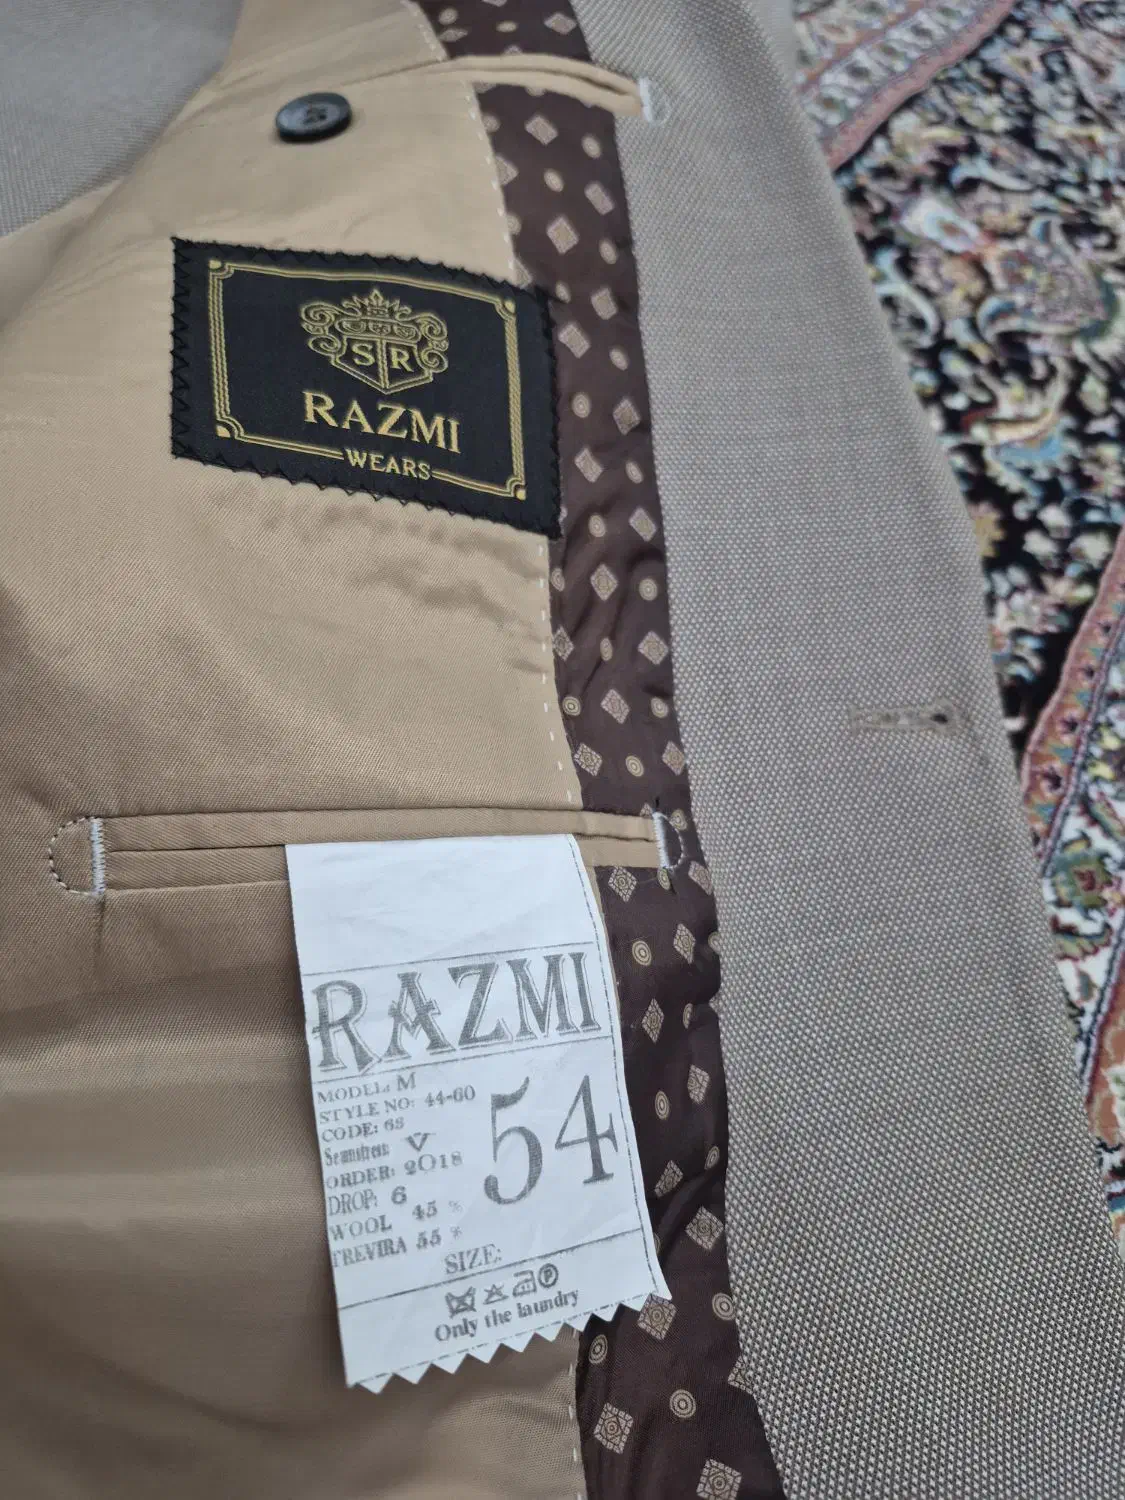 S R
RAZMI
WEARS
RAZMI
MODEL: M
STYLE NO: 44-60
CODE: 68
Seamstress V
ORDER: 2018
DROP: 6
WOOL 45 %
TREVIRA 55 %
54
SIZE:
P
Only the laundry